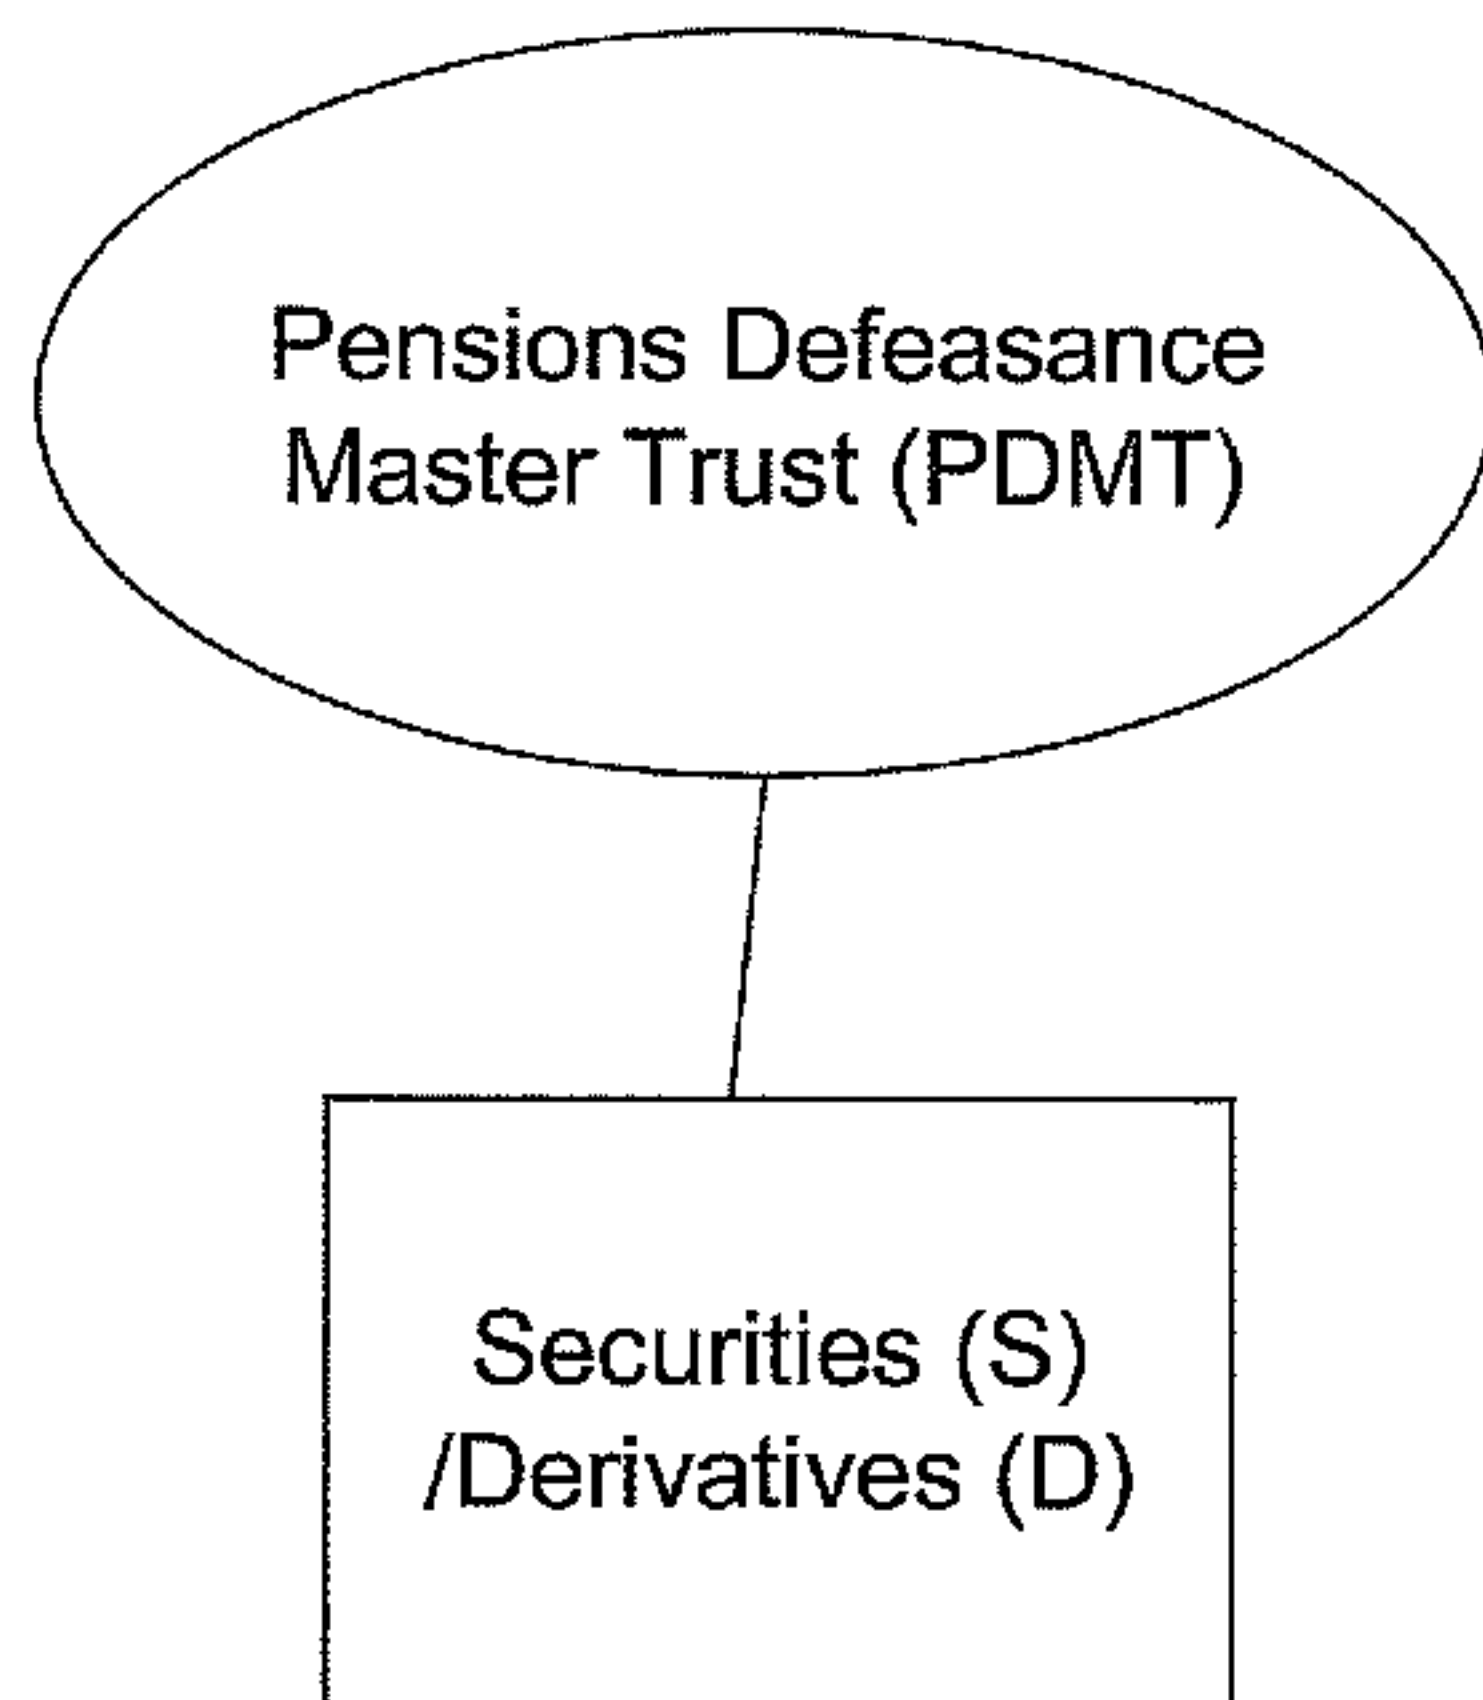 Pensions Defeasance
Master Trust (PDMT)
Securities (S)
/Derivatives (D)